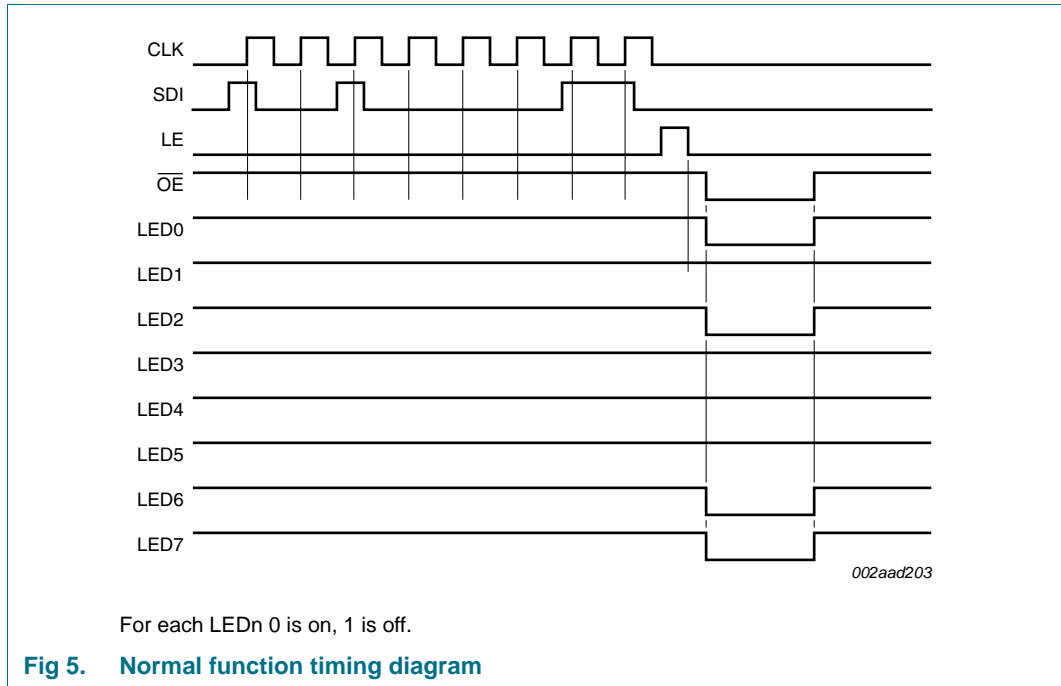 CLK
SDI
LE
OE
LED0
LED1
LED2
LED3
LED4
LED5
LED6
LED7
002aad203
For each LEDn 0 is on, 1 is off.
Fig 5. Normal function timing diagram